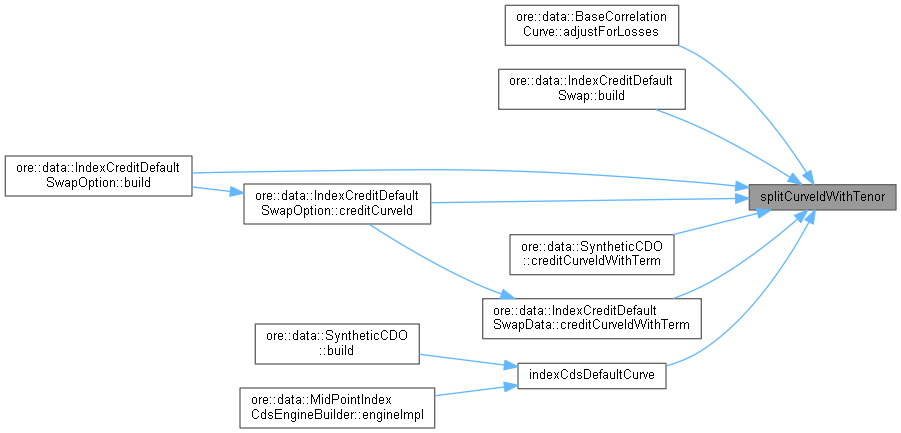 ore::data::BaseCorrelation
Curve::adjustForLosses
ore::data::IndexCreditDefault
Swap::build
ore::data::IndexCreditDefault
SwapOption::build
ore::data::IndexCreditDefault
SwapOption::creditCurveId
splitCurveIdWithTenor
ore::data::SyntheticCDO
::creditCurveIdWithTerm
ore::data::IndexCreditDefault
SwapData::creditCurveIdWithTerm
ore::data::SyntheticCDO
::build
indexCdsDefaultCurve
ore::data::MidPointIndex
CdsEngineBuilder::engineImpl